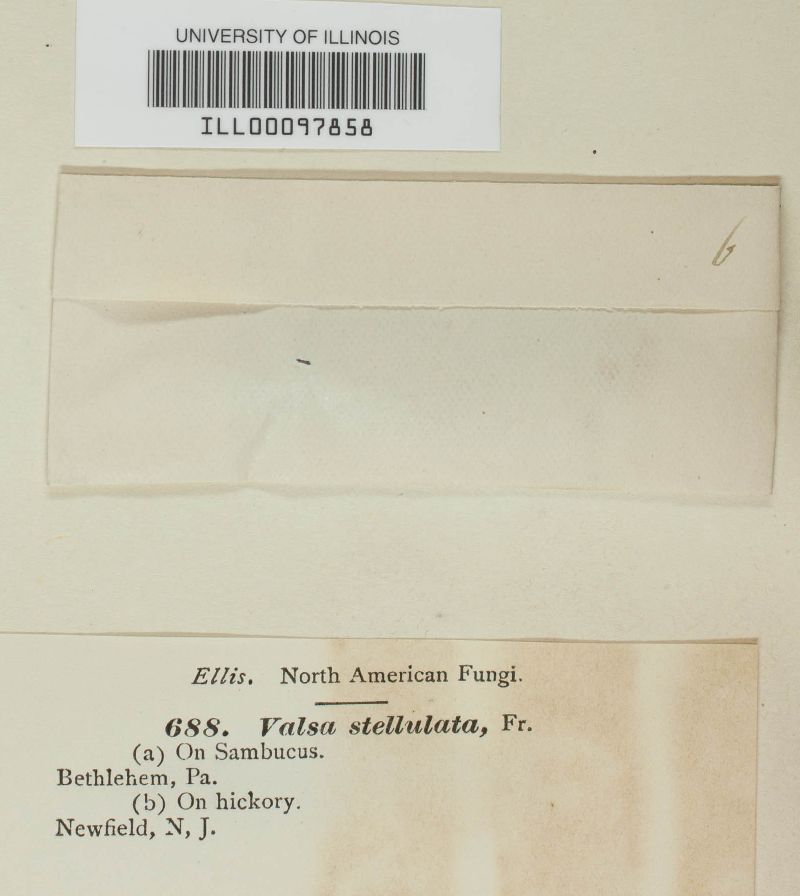 UNIVERSITY OF ILLINOIS
ILL00097858
b
Ellis. North American Fungi.
688. Valsa stellulata, Fr.
(a) On Sambucus.
Bethlehem, Pa.
(b) On hickory.
Newfield, N, J.